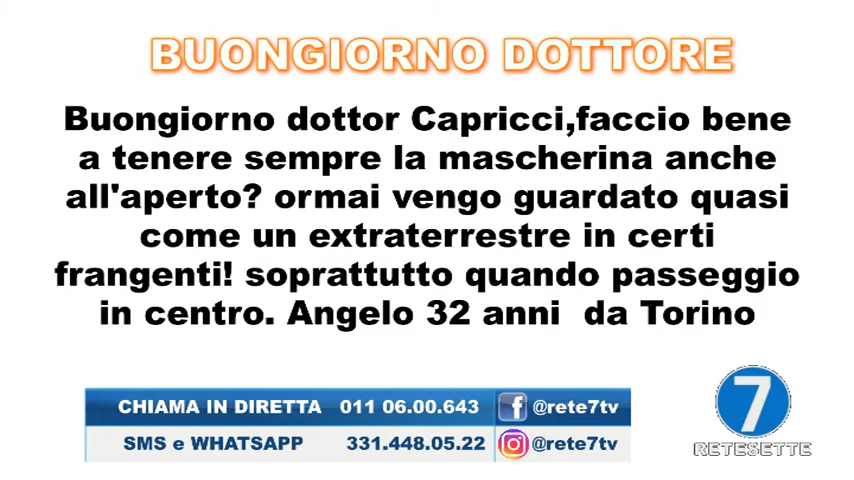 BUONGIORNO DOTTORE
Buongiorno dottor Capricci,faccio bene
a tenere sempre la mascherina anche
all'aperto? ormai vengo guardato quasi
come un extraterrestre in certi
frangenti! soprattutto quando passeggio
in centro. Angelo 32 anni  da Torino
CHIAMA IN DIRETTA 011 06.00.643 f @rete7tv
SMS e WHATSAPP 331.448.05.22 @rete7tv
7
RETESETTE